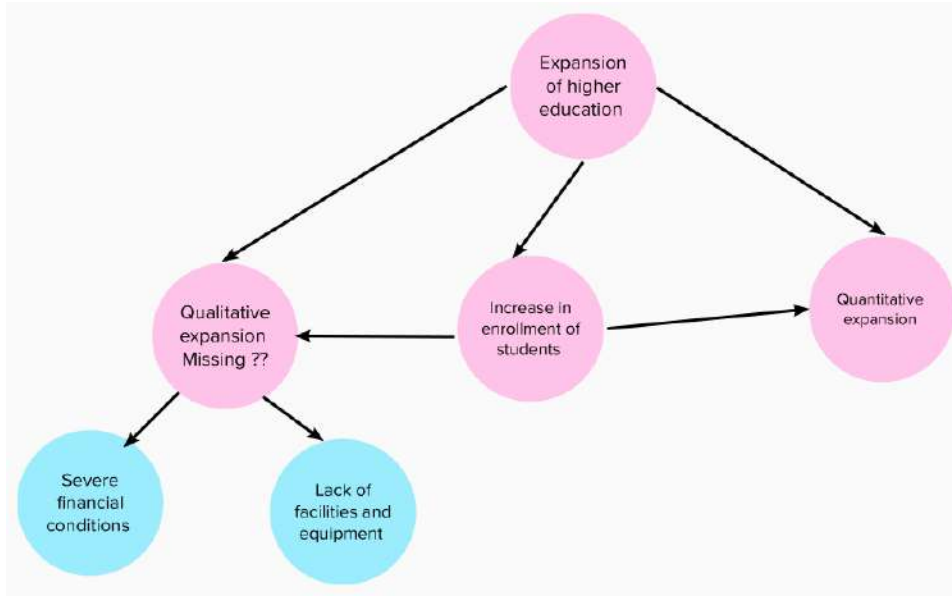 Expansion
of higher
education
Qualitative
expansion
Missing ??
Increase in
enrollment of
students
Quantitative
expansion
Severe
financial
conditions
Lack of
facilities and
equipment